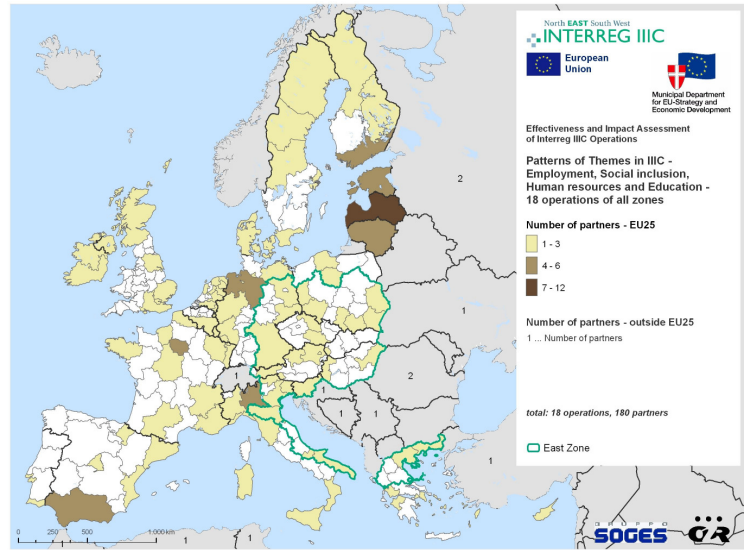 North EAST South West
INTERREG IIIC
European
Union
Municipal Department
for EU-Strategy and
Economic Development
Effectiveness and Impact Assessment
of Interreg IIIC Operations
Patterns of Themes in IIIC -
Employment, Social inclusion,
Human resources and Education -
18 operations of all zones
Number of partners - EU25
1 - 3
4 - 6
7 - 12
Number of partners - outside EU25
1 ... Number of partners
total: 18 operations, 180 partners
East Zone
2
1
2
1
1
1
1
1
1
1
0 250 500 1.000 km
GRUPPO
SOGES
ÖIR